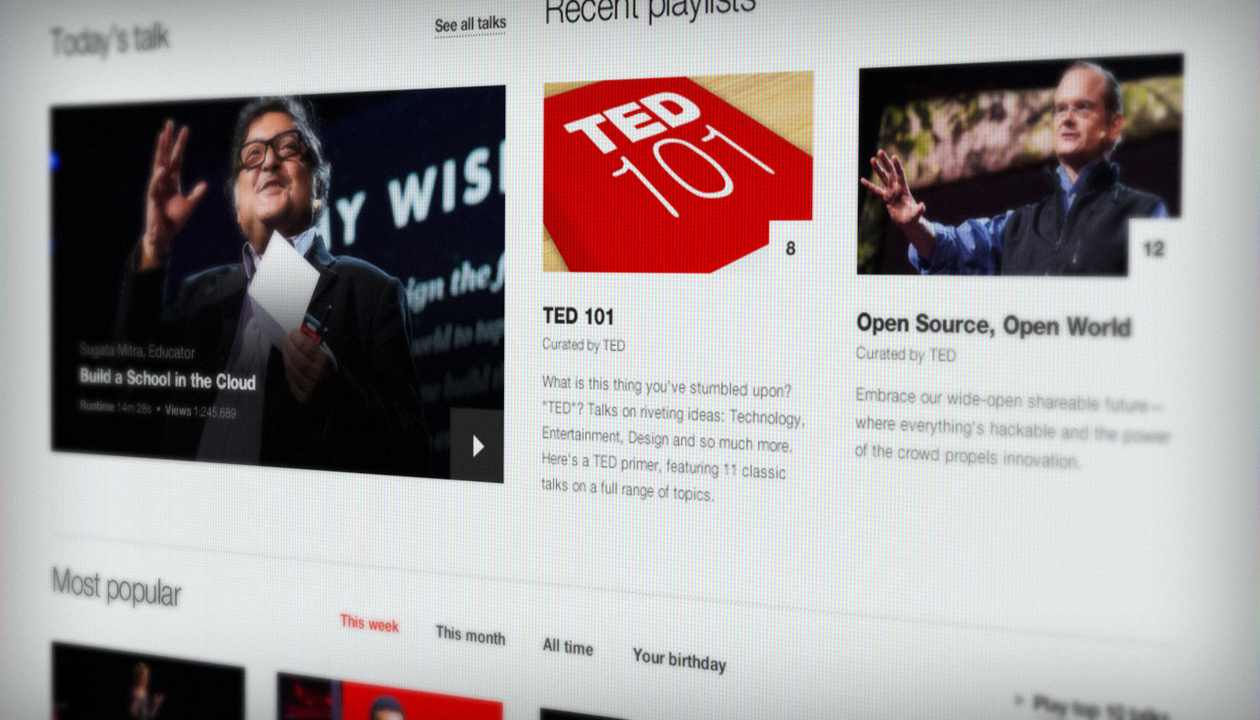 Today's talk
See all talks
Recent playlists
MY WISH
ign the f
world to tap
Sugata Mitra, Educator
Build a School in the Cloud
Runtime 14m 28s • Views 1,245,689
TED
101
8
TED 101
Curated by TED
What is this thing you've stumbled upon?
"TED"? Talks on riveting ideas: Technology,
Entertainment, Design and so much more.
Here's a TED primer, featuring 11 classic
talks on a full range of topics.
12
Open Source, Open World
Curated by TED
Embrace our wide-open shareable future—
where everything's hackable and the power
of the crowd propels innovation.
Most popular
This week
This month
All time
Your birthday
Play top 10 talks